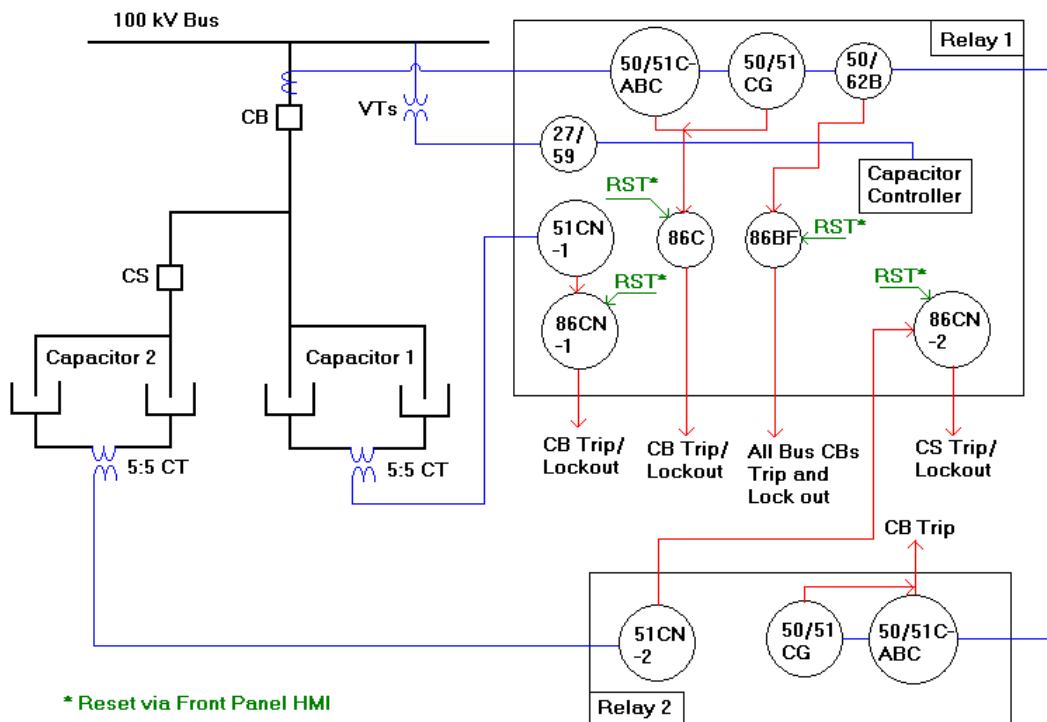 100 kV Bus
Relay 1
50/51C-
ABC
50/51
CG
50/
62B
CB
VTs
27/
59
Capacitor
Controller
RST*
51CN
-1
86C
86BF
RST*
CS
RST*
RST*
86CN
-1
86CN
-2
Capacitor 2
Capacitor 1
5:5 CT
5:5 CT
CB Trip/
Lockout
CB Trip/
Lockout
All Bus CBs
Trip and
Lock out
CS Trip/
Lockout
CB Trip
51CN
-2
50/51
CG
50/51C-
ABC
* Reset via Front Panel HMI
Relay 2